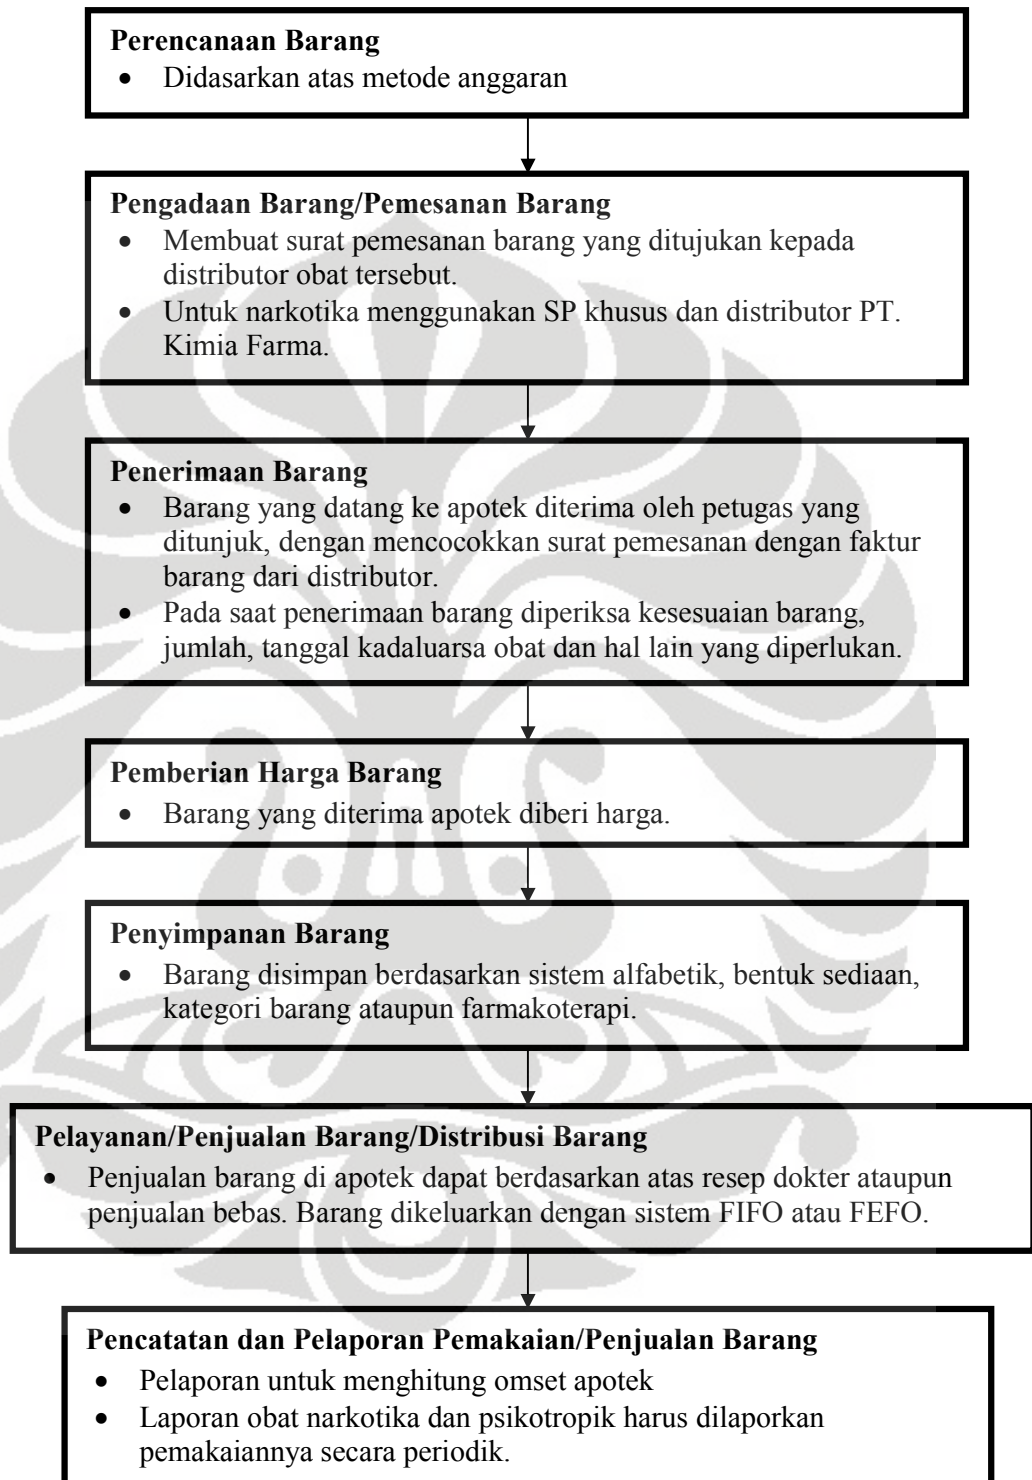 Perencanaan Barang
• Didasarkan atas metode anggaran
Pengadaan Barang/Pemesanan Barang
• Membuat surat pemesanan barang yang ditujukan kepada
distributor obat tersebut.
• Untuk narkotika menggunakan SP khusus dan distributor PT.
Kimia Farma.
Penerimaan Barang
• Barang yang datang ke apotek diterima oleh petugas yang
ditunjuk, dengan mencocokkan surat pemesanan dengan faktur
barang dari distributor.
• Pada saat penerimaan barang diperiksa kesesuaian barang,
jumlah, tanggal kadaluarsa obat dan hal lain yang diperlukan.
Pemberian Harga Barang
• Barang yang diterima apotek diberi harga.
Penyimpanan Barang
• Barang disimpan berdasarkan sistem alfabetik, bentuk sediaan,
kategori barang ataupun farmakoterapi.
Pelayanan/Penjualan Barang/Distribusi Barang
• Penjualan barang di apotek dapat berdasarkan atas resep dokter ataupun
penjualan bebas. Barang dikeluarkan dengan sistem FIFO atau FEFO.
Pencatatan dan Pelaporan Pemakaian/Penjualan Barang
• Pelaporan untuk menghitung omset apotek
• Laporan obat narkotika dan psikotropik harus dilaporkan
pemakaiannya secara periodik.